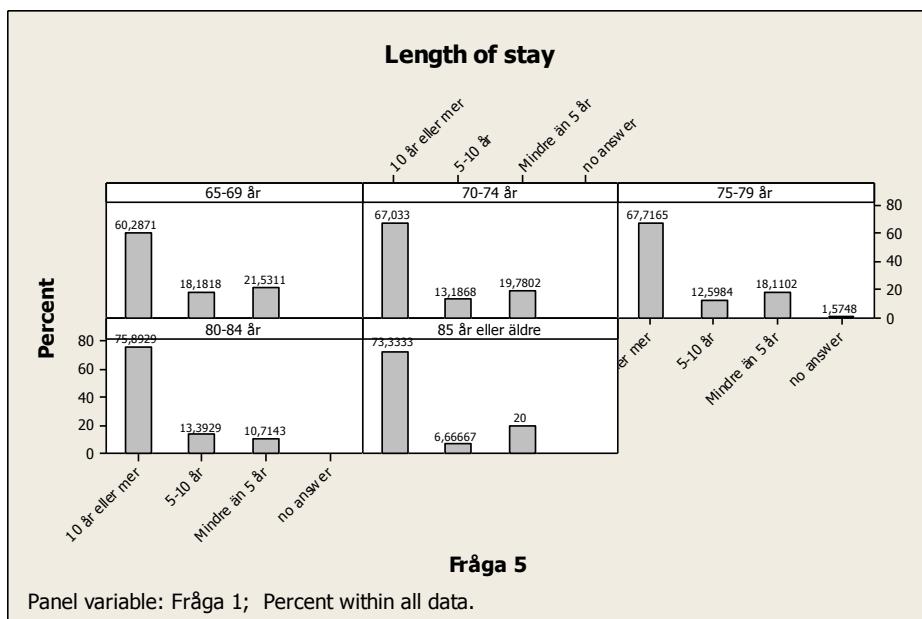 Length of stay
10 år eller mer
5-10 år
Mindre än 5 år
no answer
65-69 år
70-74 år
75-79 år
60,2871
18,1818
21,5311
67,033
13,1868
19,7802
67,7165
12,5984
18,1102
1,5748
80
60
40
20
0
80-84 år
85 år eller äldre
80
60
40
20
0
75,8929
13,3929
10,7143
73,3333
6,66667
20
10 år eller mer
5-10 år
Mindre än 5 år
no answer
mer
5-10 år
Mindre än 5 år
no answer
Percent
Fråga 5
Panel variable: Fråga 1; Percent within all data.